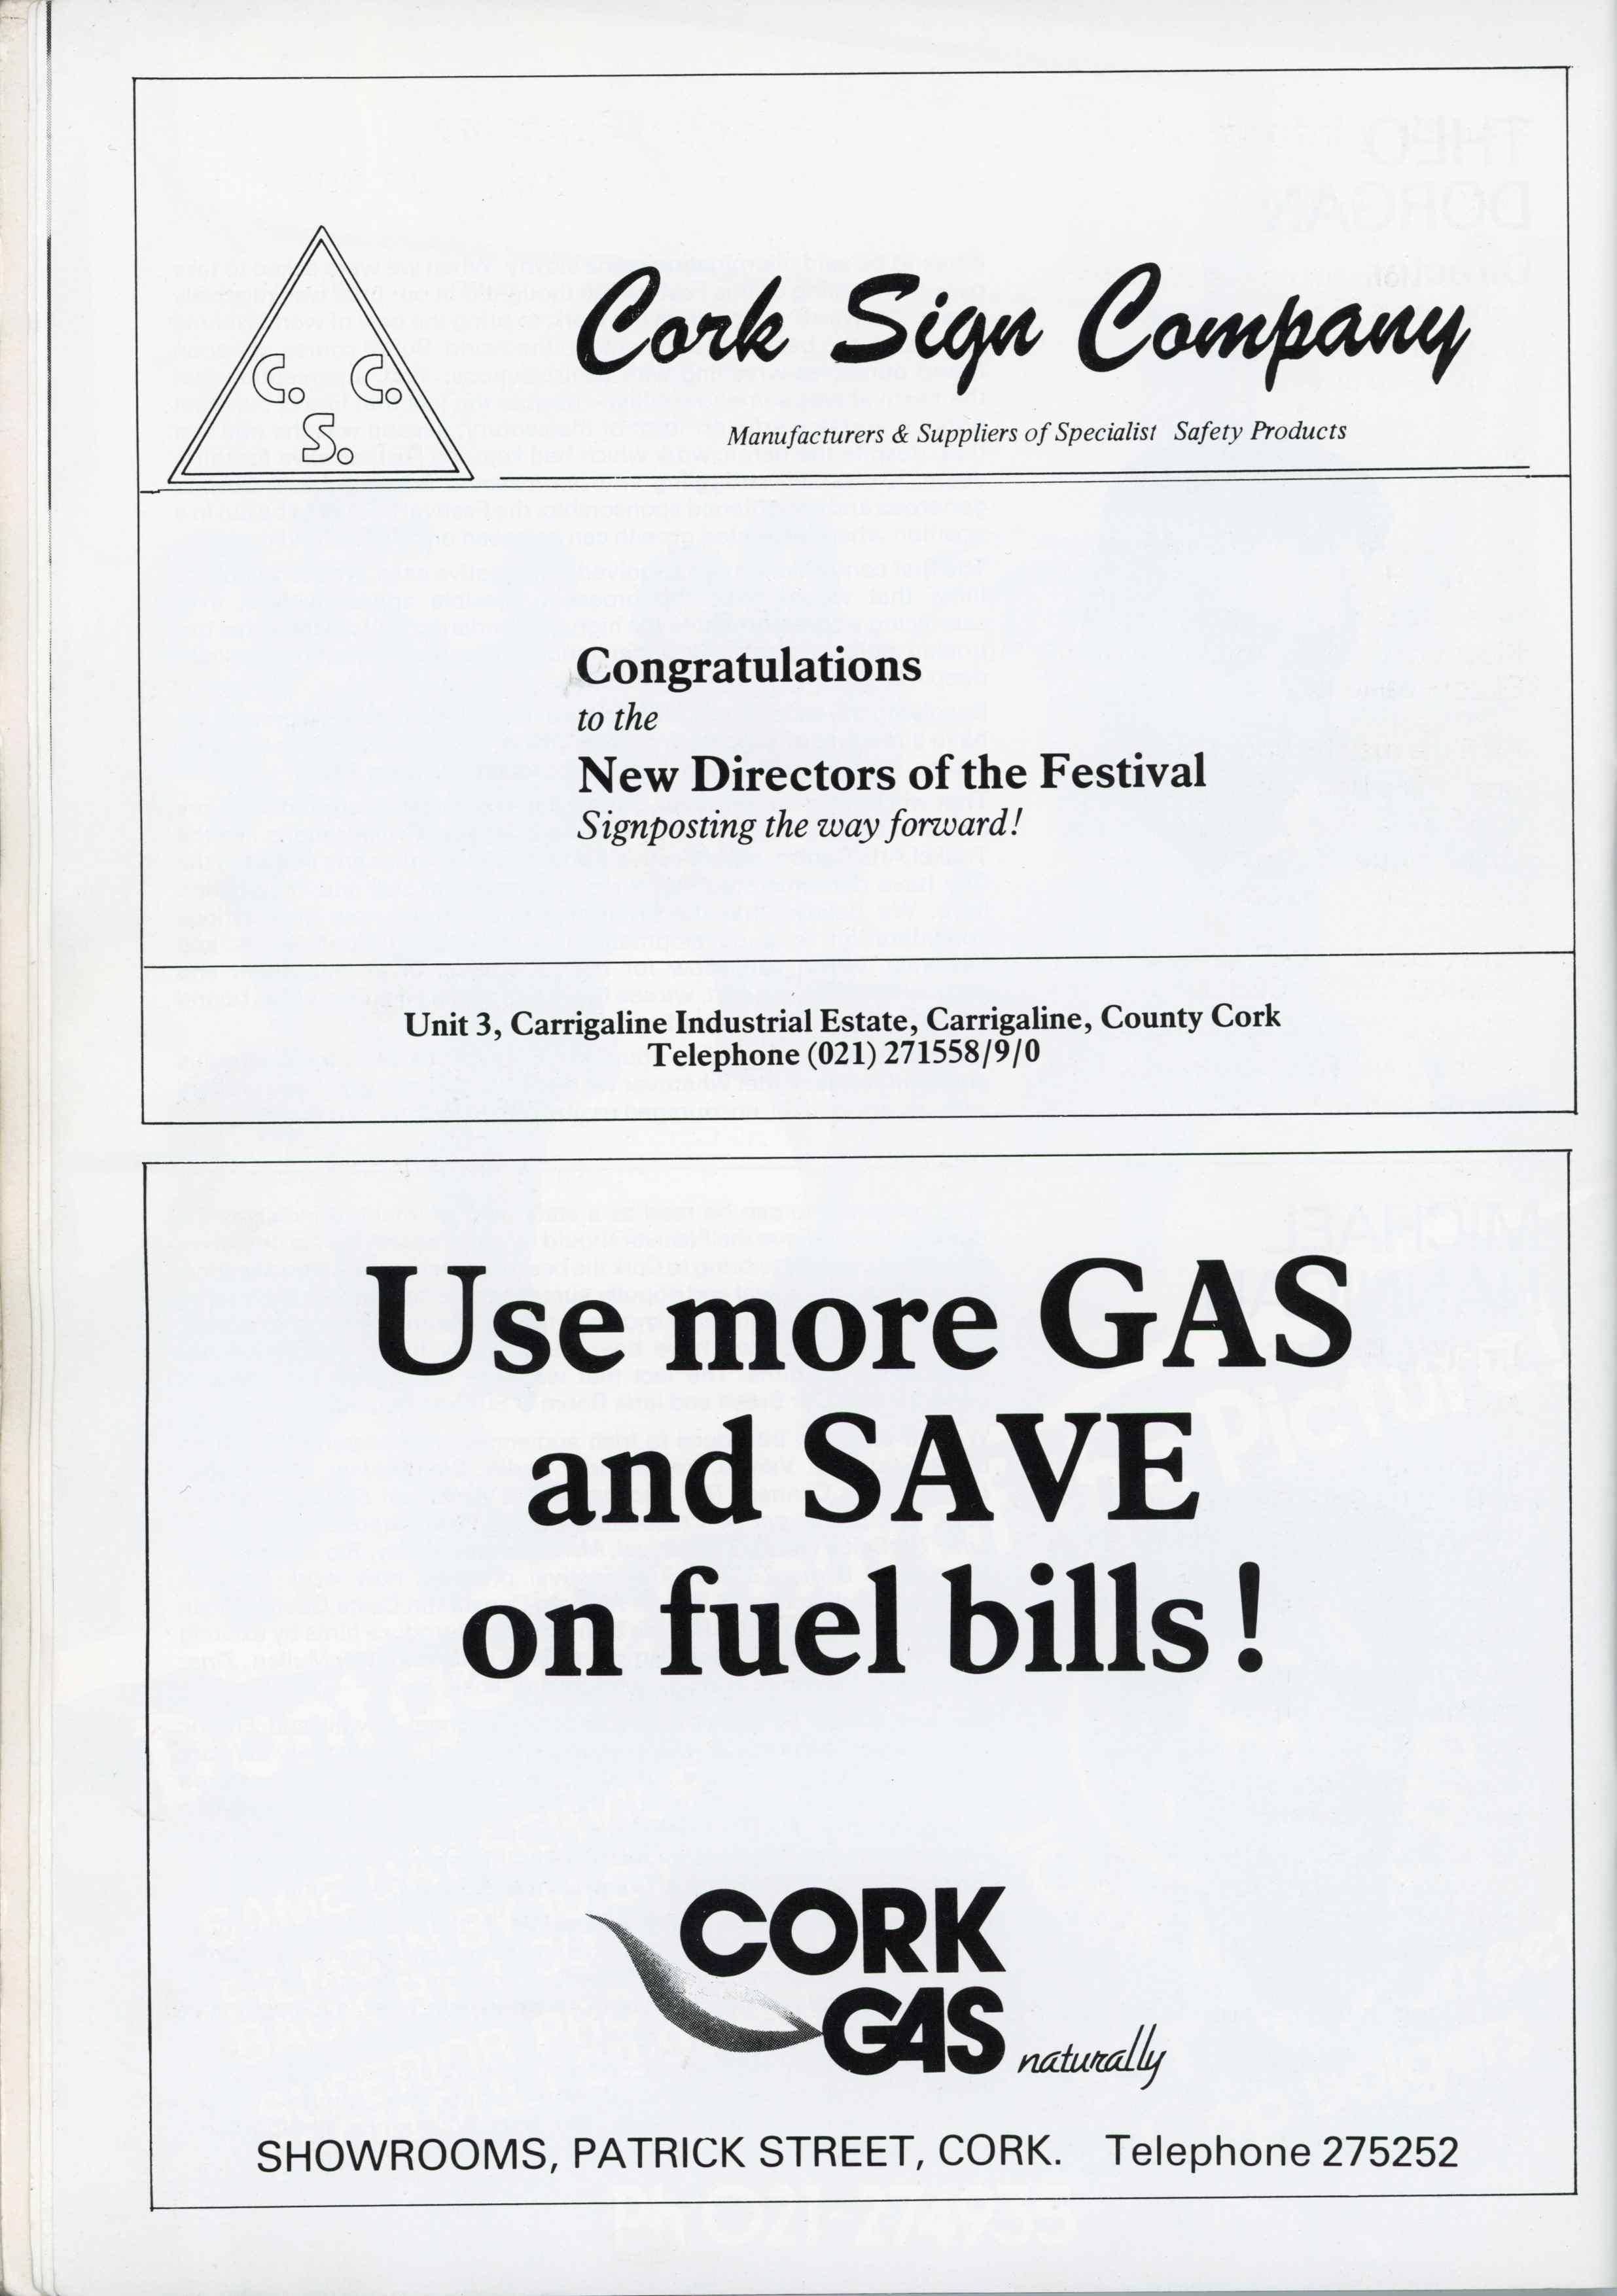 C. C.
S.
Cork Sign Company
Manufacturers & Suppliers of Specialist Safety Products
Congratulations
to the
New Directors of the Festival
Signposting the way forward!
Unit 3, Carrigaline Industrial Estate, Carrigaline, County Cork
Telephone (021) 271558/9/0
Use more GAS
and SAVE
on fuel bills!
CORK
GAS naturally
SHOWROOMS, PATRICK STREET, CORK. Telephone 275252